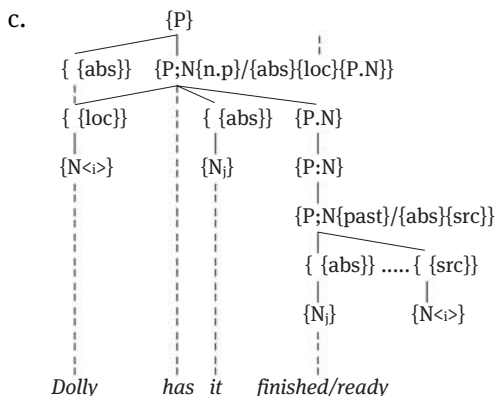 c.
{P}
{ {abs}} {P;N{n.p}/{abs}{loc}{P.N}}
{ {loc}} { {abs}} {P.N}
{N<i>} {Nj} {P:N}
{P;N{past}/{abs}{src}}
{ {abs}} ..... { {src}}
{Nj} {N<i>}
Dolly has it finished/ready